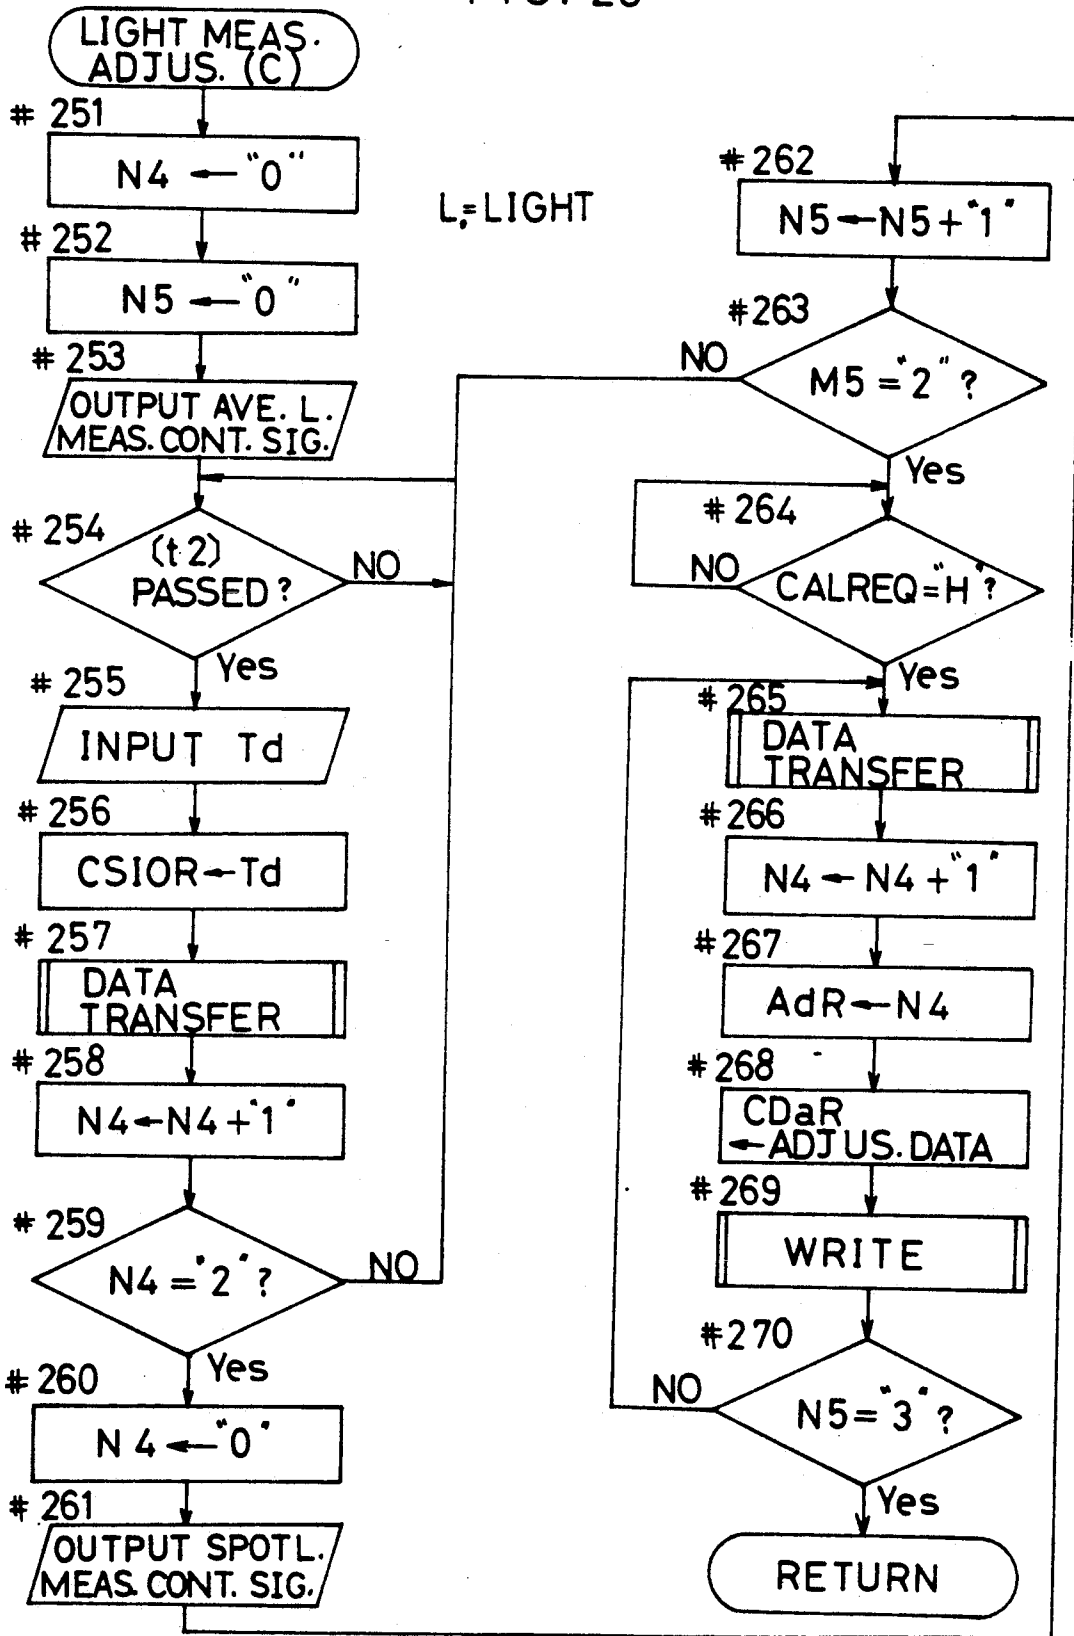 LIGHT MEAS.
ADJUS. (C)
# 251
N4 ← "0"
# 252
N5 ← "0"
# 253
OUTPUT AVE. L.
MEAS. CONT. SIG.
# 254
(t2)
PASSED?
NO
Yes
# 255
INPUT Td
# 256
CSIOR ← Td
# 257
DATA
TRANSFER
# 258
N4 ← N4 + "1"
# 259
N4 = "2" ?
NO
Yes
# 260
N4 ← "0"
# 261
OUTPUT SPOTL.
MEAS. CONT. SIG.
L.=LIGHT
# 262
N5 ← N5 + "1"
#263
NO
M5 = "2" ?
Yes
# 264
NO
CALREQ = "H" ?
Yes
# 265
DATA
TRANSFER
# 266
N4 ← N4 + "1"
# 267
AdR ← N4
# 268
CDaR
← ADJUS. DATA
# 269
WRITE
#270
NO
N5 = "3" ?
Yes
RETURN